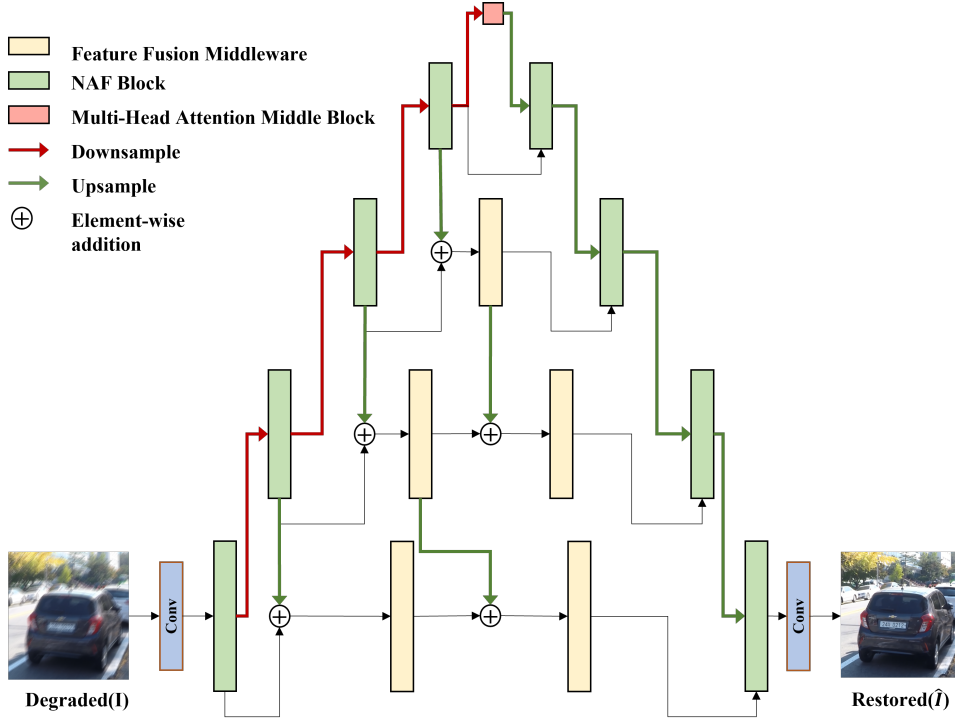 Feature Fusion Middleware
NAF Block
Multi-Head Attention Middle Block
Downsample
Upsample
Element-wise
addition
Conv
Conv
Degraded(I)
Restored(Î)